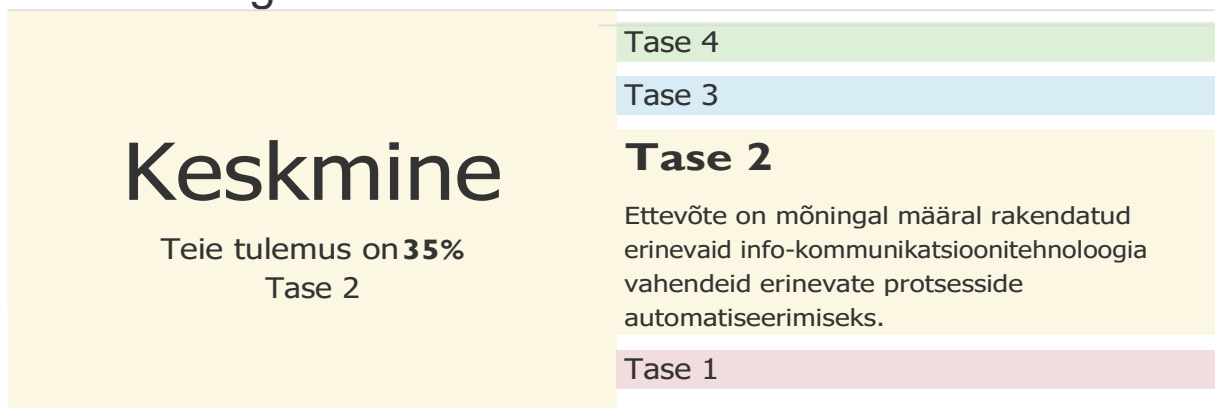 Keskmine
Teie tulemus on 35%
Tase 2
Tase 4
Tase 3
Tase 2
Ettevõte on mõningal määral rakendatud
erinevaid info-kommunikatsioonitehnoloogia
vahendeid erinevate protsesside
automatiseerimiseks.
Tase 1